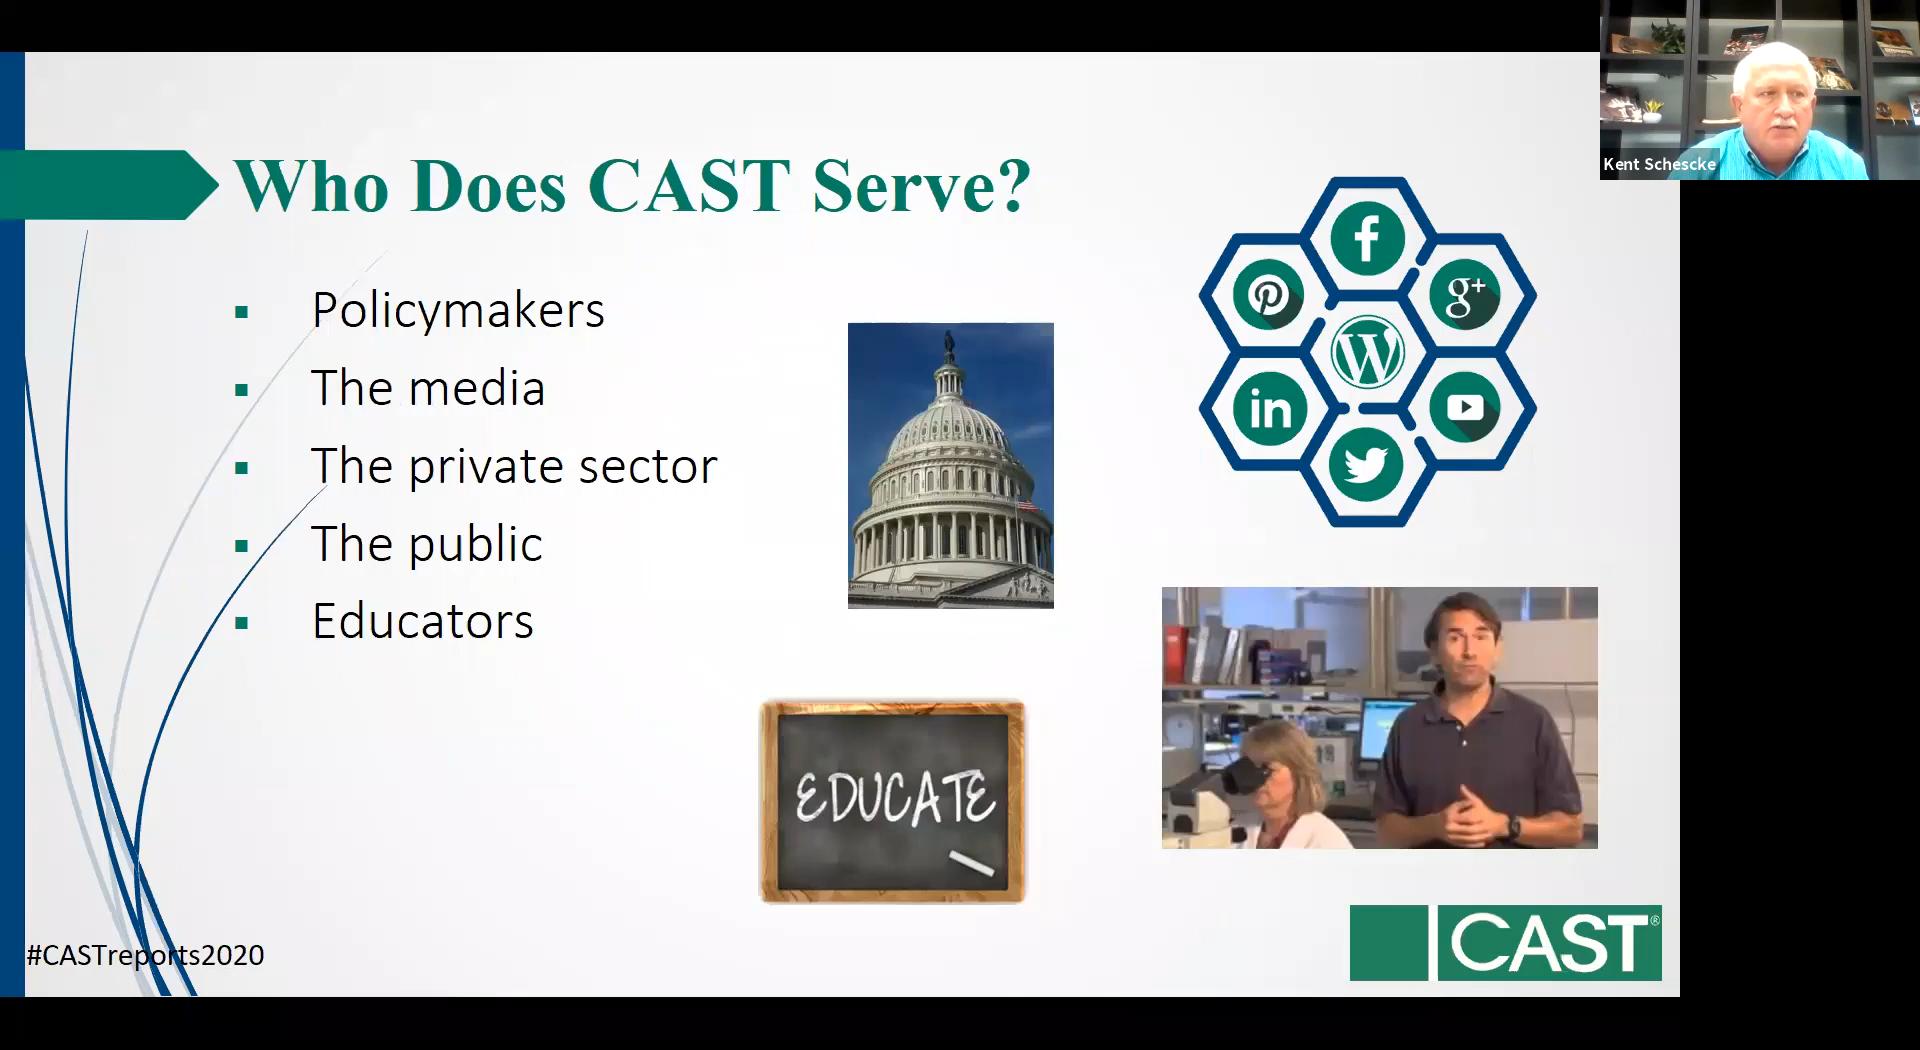 Kent Schescke
Who Does CAST Serve?
Policymakers
The media
The private sector
The public
Educators
EDUCATE
#CASTreports2020
CAST®